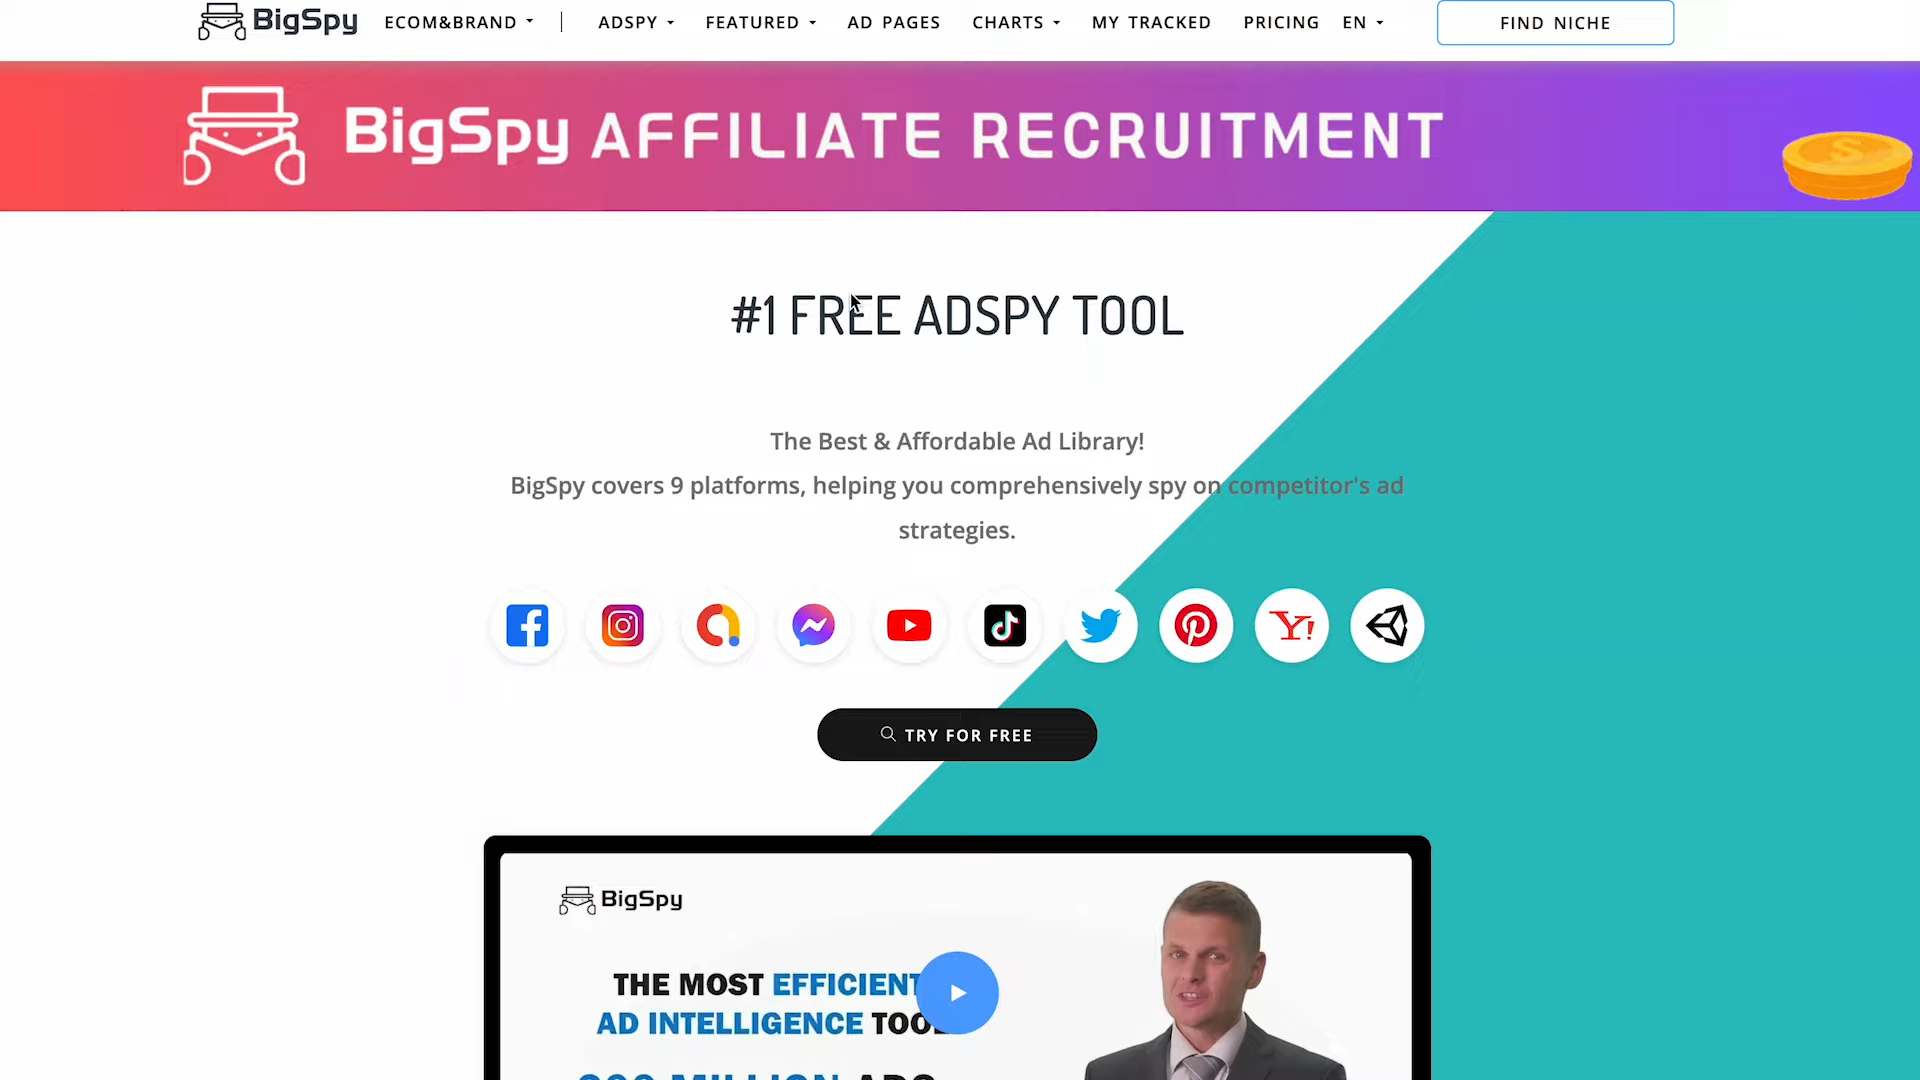 BigSpy ECOM&BRAND | ADSPY FEATURED AD PAGES CHARTS MY TRACKED PRICING EN FIND NICHE
BigSpy AFFILIATE RECRUITMENT
#1 FREE ADSPY TOOL
The Best & Affordable Ad Library!
BigSpy covers 9 platforms, helping you comprehensively spy on competitor's ad
strategies.
TRY FOR FREE
BigSpy
THE MOST EFFICIENT
AD INTELLIGENCE TOOL
MILLION ADS